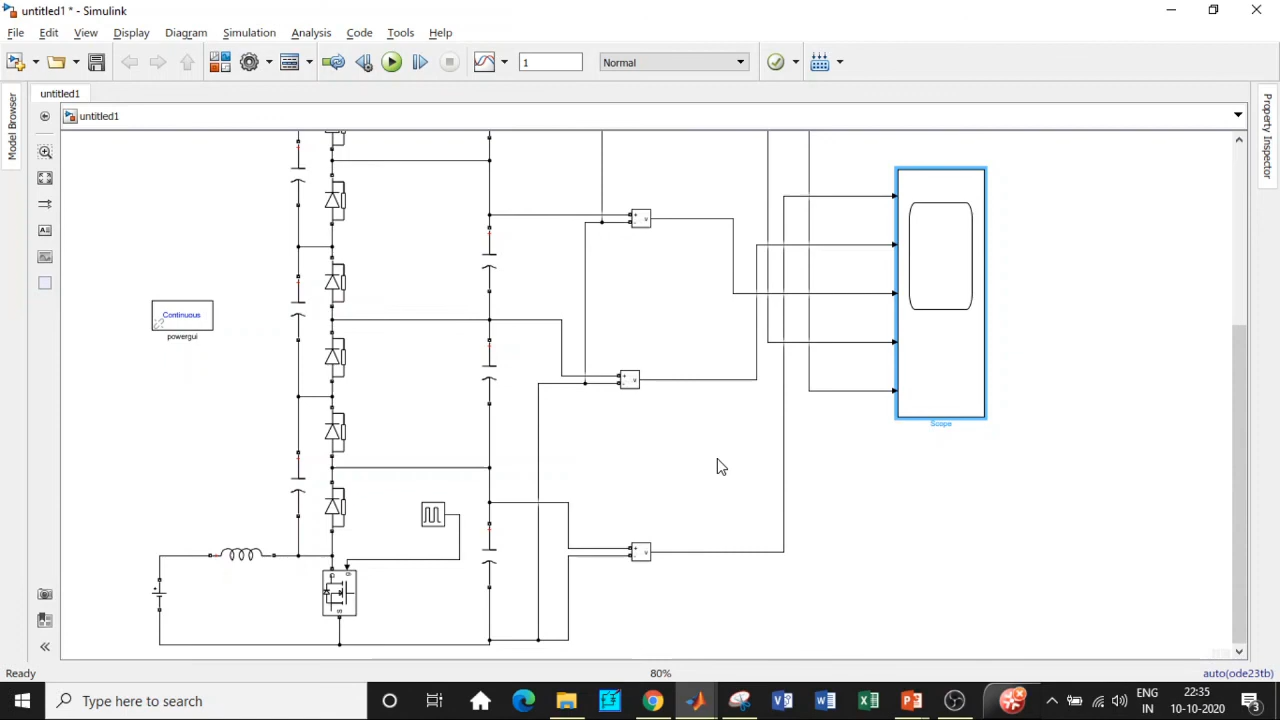 untitled1 * - Simulink
File Edit View Display Diagram Simulation Analysis Code Tools Help
1
Normal
untitled1
untitled1
Model Browser
Property Inspector
Continuous
powergui
Scope
Ready
80%
auto(ode23tb)
Type here to search
ENG
IN
22:35
10-10-2020
3